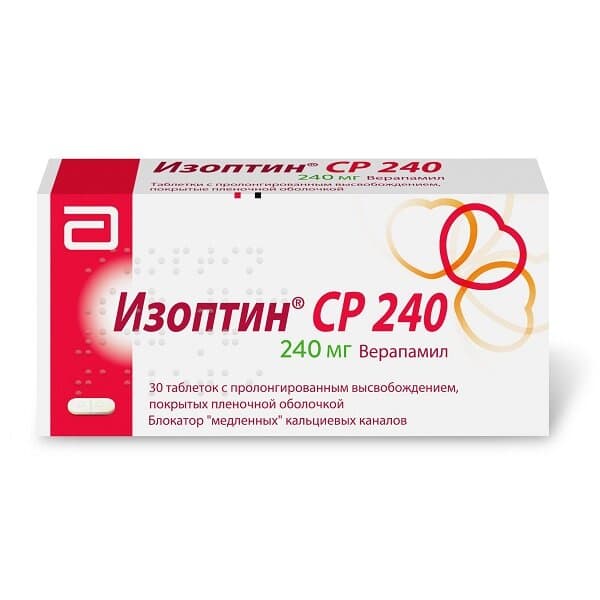 Изоптин® СР 240
240 мг Верапамил
Таблетки с пролонгированным высвобождением,
покрытые пленочной оболочкой
Изоптин® СР 240
240 мг Верапамил
30 таблеток с пролонгированным высвобождением,
покрытых пленочной оболочкой
Блокатор "медленных" кальциевых каналов